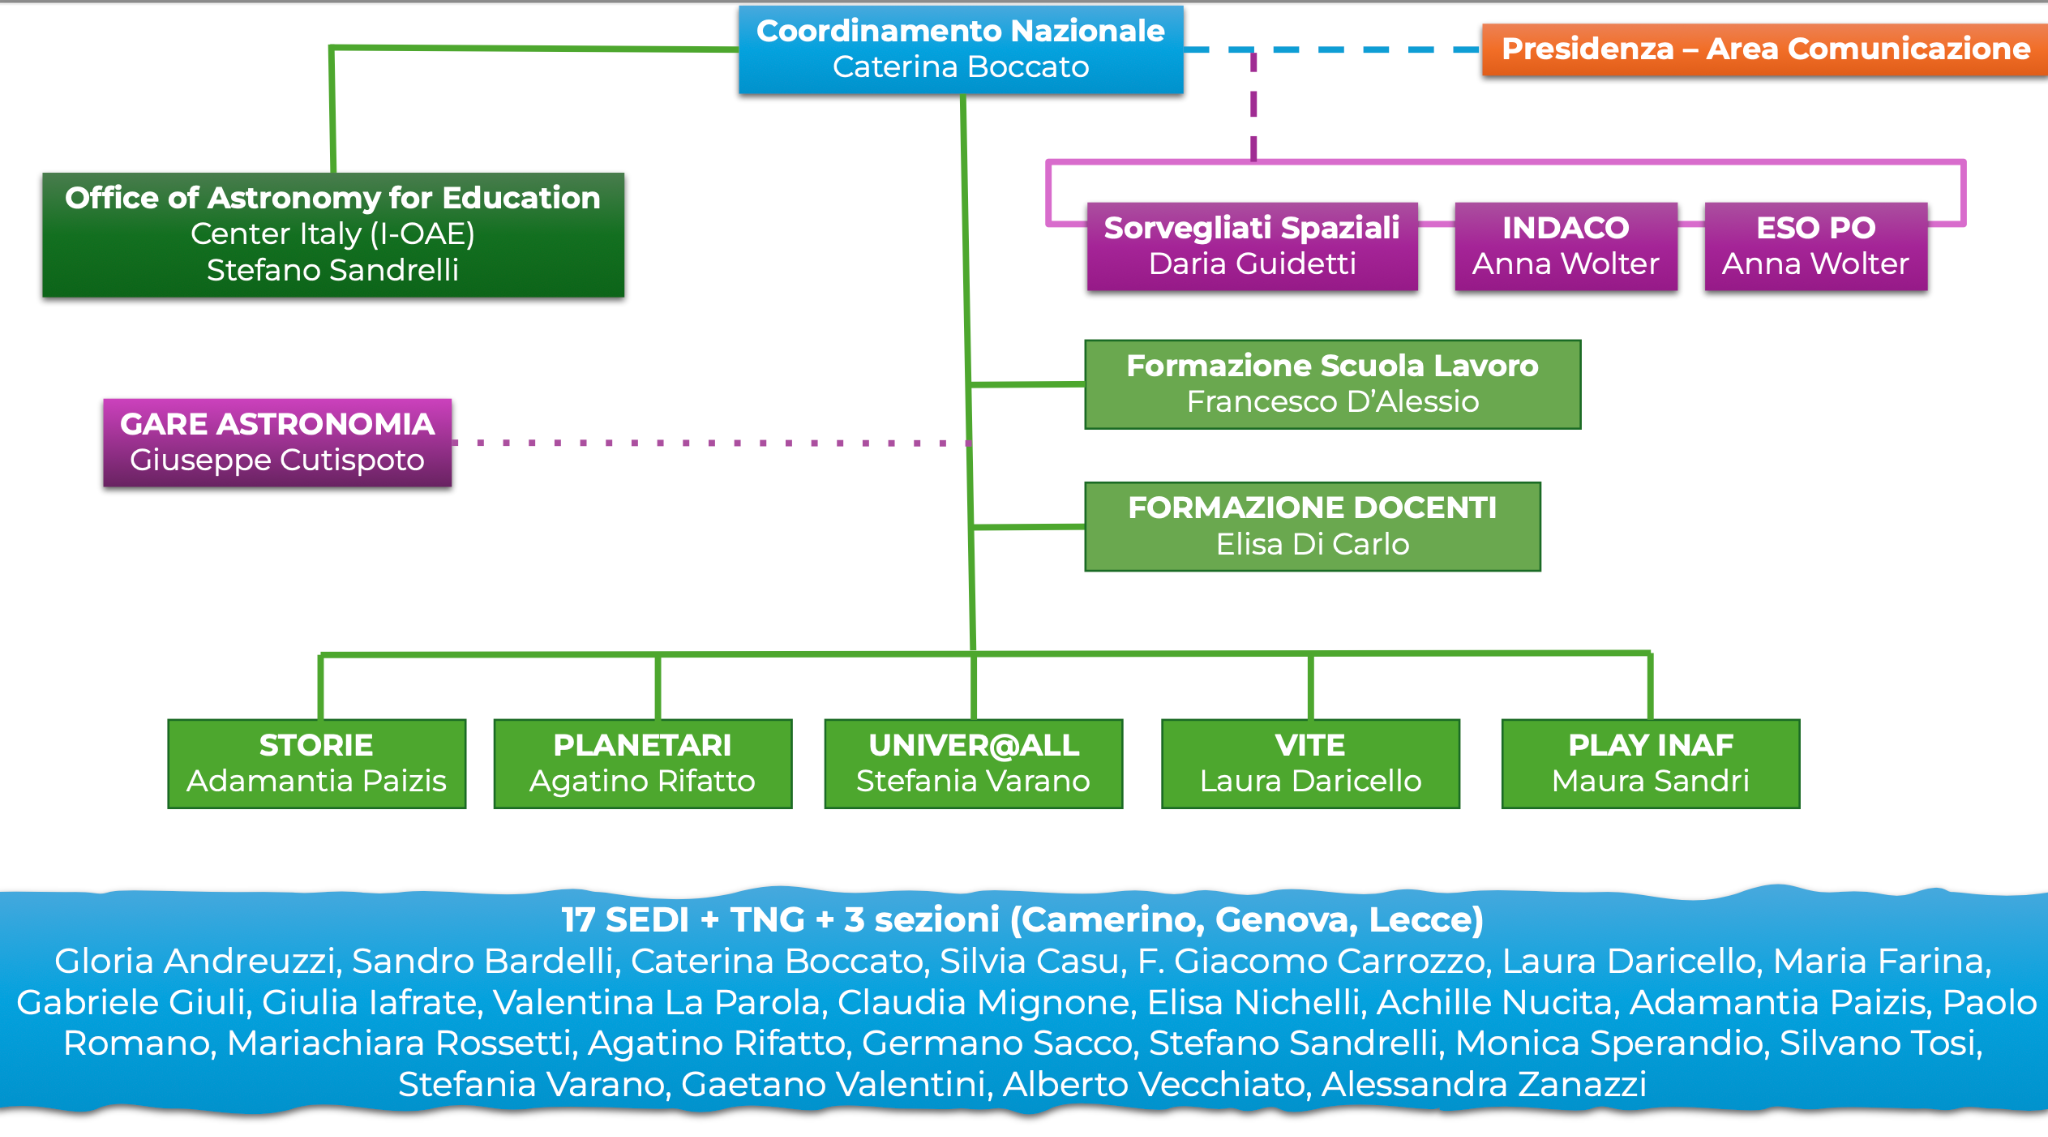 Coordinamento Nazionale
Caterina Boccato
Presidenza – Area Comunicazione
Office of Astronomy for Education
Center Italy (I-OAE)
Stefano Sandrelli
Sorvegliati Spaziali
Daria Guidetti
INDACO
Anna Wolter
ESO PO
Anna Wolter
Formazione Scuola Lavoro
Francesco D’Alessio
GARE ASTRONOMIA
Giuseppe Cutispoto
FORMAZIONE DOCENTI
Elisa Di Carlo
STORIE
Adamantia Paizis
PLANETARI
Agatino Rifatto
UNIVER@ALL
Stefania Varano
VITE
Laura Daricello
PLAY INAF
Maura Sandri
17 SEDI + TNG + 3 sezioni (Camerino, Genova, Lecce)
Gloria Andreuzzi, Sandro Bardelli, Caterina Boccato, Silvia Casu, F. Giacomo Carrozzo, Laura Daricello, Maria Farina,
Gabriele Giuli, Giulia Iafrate, Valentina La Parola, Claudia Mignone, Elisa Nichelli, Achille Nucita, Adamantia Paizis, Paolo
Romano, Mariachiara Rossetti, Agatino Rifatto, Germano Sacco, Stefano Sandrelli, Monica Sperandio, Silvano Tosi,
Stefania Varano, Gaetano Valentini, Alberto Vecchiato, Alessandra Zanazzi